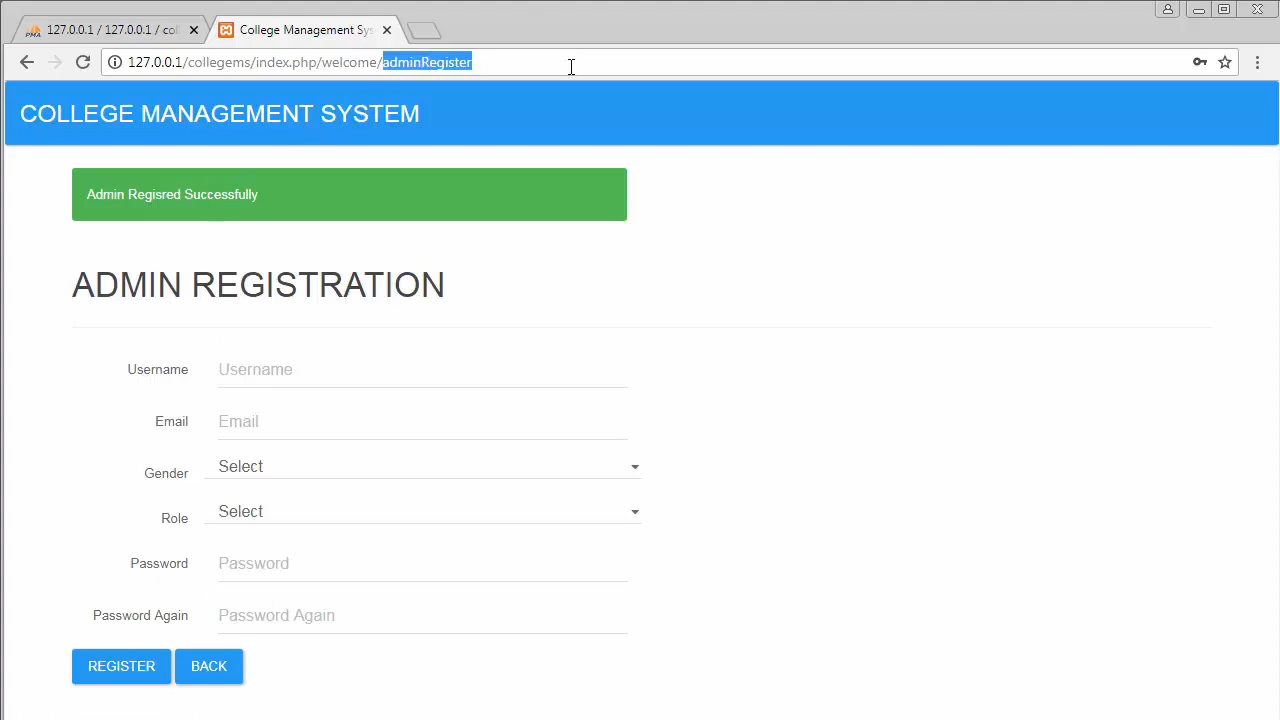 PMA 127.0.0.1 / 127.0.0.1 / col
College Management Sys
127.0.0.1/collegems/index.php/welcome/adminRegister
COLLEGE MANAGEMENT SYSTEM
Admin Regisred Successfully
ADMIN REGISTRATION
Username Username
Email Email
Gender Select
Role Select
Password Password
Password Again Password Again
REGISTER BACK